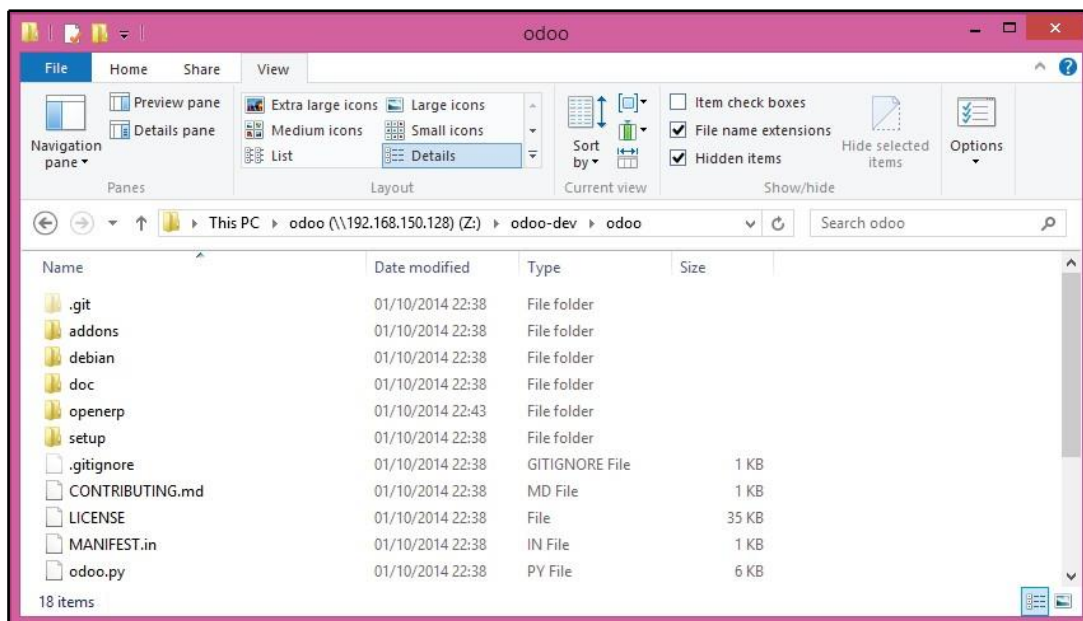 odoo
File Home Share View
Navigation pane
Preview pane
Details pane
Panes
Extra large icons Large icons
Medium icons Small icons
List Details
Layout
Sort by
Current view
Item check boxes
File name extensions
Hidden items
Hide selected items
Show/hide
Options
This PC odoo (\\192.168.150.128) (Z:) odoo-dev odoo
Search odoo
Name Date modified Type Size
.git 01/10/2014 22:38 File folder
addons 01/10/2014 22:38 File folder
debian 01/10/2014 22:38 File folder
doc 01/10/2014 22:38 File folder
openerp 01/10/2014 22:43 File folder
setup 01/10/2014 22:38 File folder
.gitignore 01/10/2014 22:38 GITIGNORE File 1 KB
CONTRIBUTING.md 01/10/2014 22:38 MD File 1 KB
LICENSE 01/10/2014 22:38 File 35 KB
MANIFEST.in 01/10/2014 22:38 IN File 1 KB
odoo.py 01/10/2014 22:38 PY File 6 KB
18 items